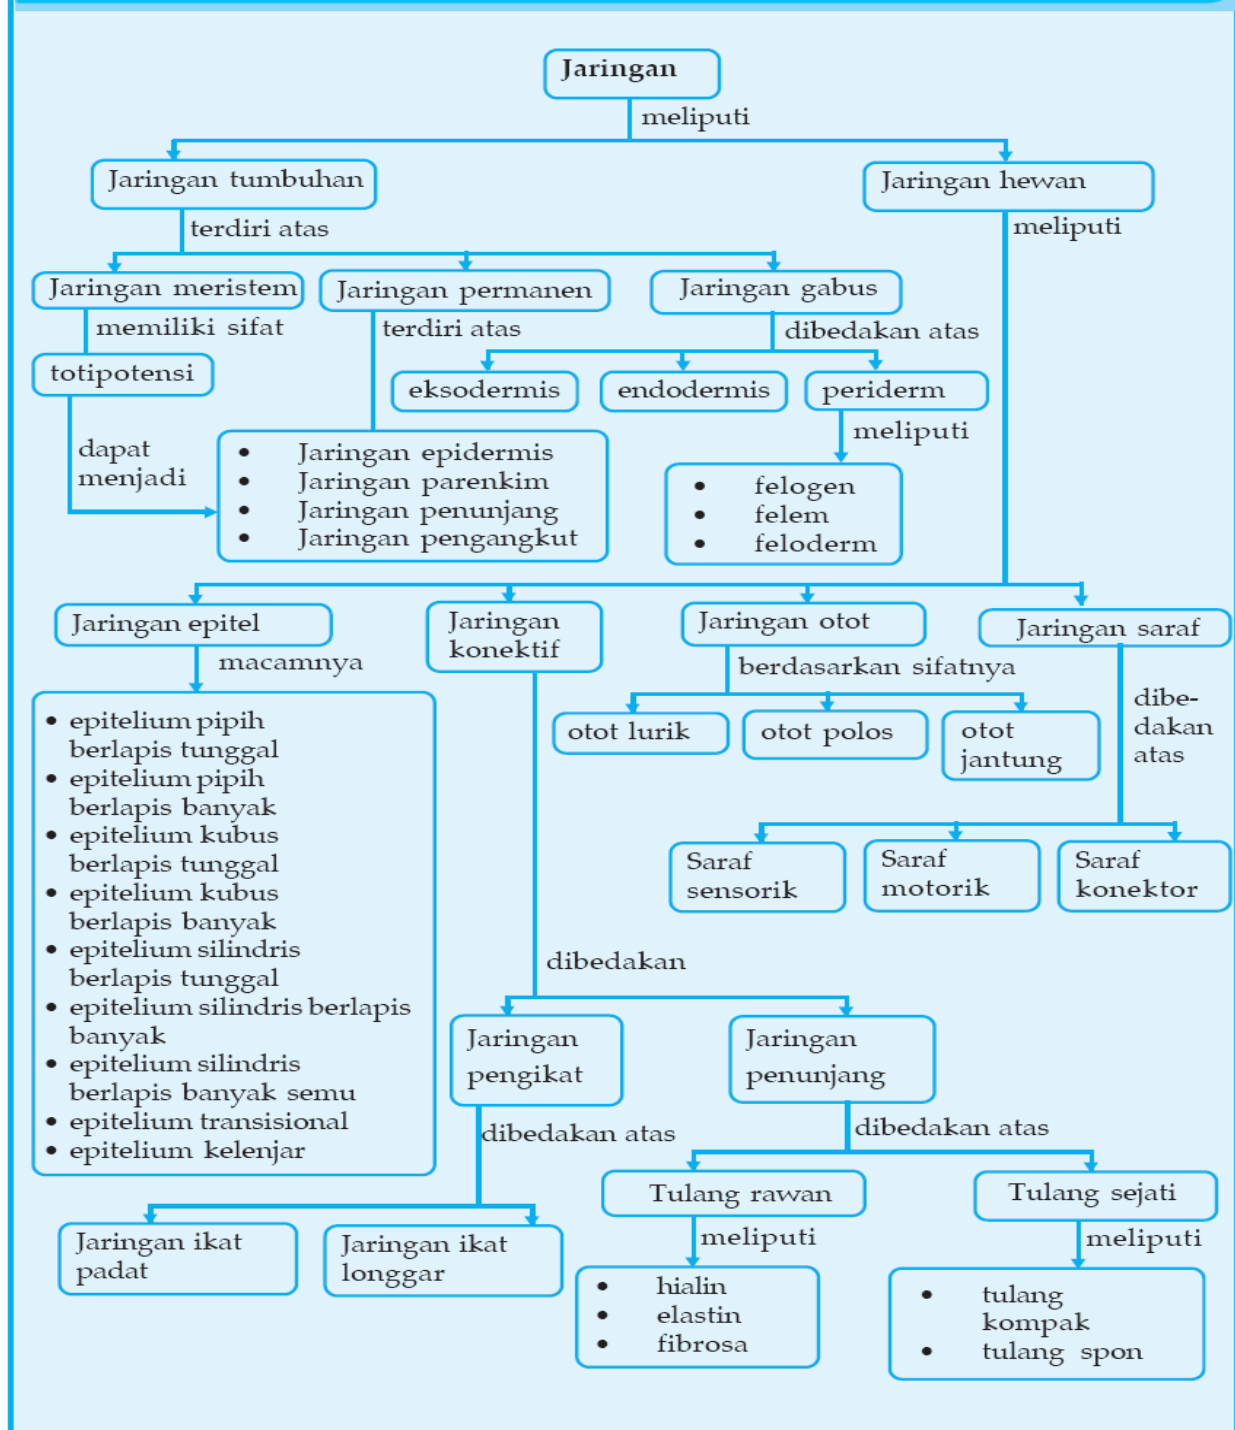 Jaringan
meliputi
Jaringan tumbuhan
Jaringan hewan
terdiri atas
meliputi
Jaringan meristem
Jaringan permanen
Jaringan gabus
memiliki sifat
terdiri atas
dibedakan atas
totipotensi
eksodermis
endodermis
periderm
dapat
menjadi
meliputi
• Jaringan epidermis
• Jaringan parenkim
• Jaringan penunjang
• Jaringan pengangkut
• felogen
• felem
• feloderm
Jaringan epitel
Jaringan
konektif
Jaringan otot
Jaringan saraf
macamnya
berdasarkan sifatnya
dibe-
dakan
atas
• epitelium pipih
berlapis tunggal
• epitelium pipih
berlapis banyak
• epitelium kubus
berlapis tunggal
• epitelium kubus
berlapis banyak
• epitelium silindris
berlapis tunggal
• epitelium silindris berlapis
banyak
• epitelium silindris
berlapis banyak semu
• epitelium transisional
• epitelium kelenjar
otot lurik
otot polos
otot
jantung
Saraf
sensorik
Saraf
motorik
Saraf
konektor
dibedakan
Jaringan
pengikat
Jaringan
penunjang
dibedakan atas
dibedakan atas
Tulang rawan
Tulang sejati
Jaringan ikat
padat
Jaringan ikat
longgar
meliputi
meliputi
• hialin
• elastin
• fibrosa
• tulang
kompak
• tulang spon